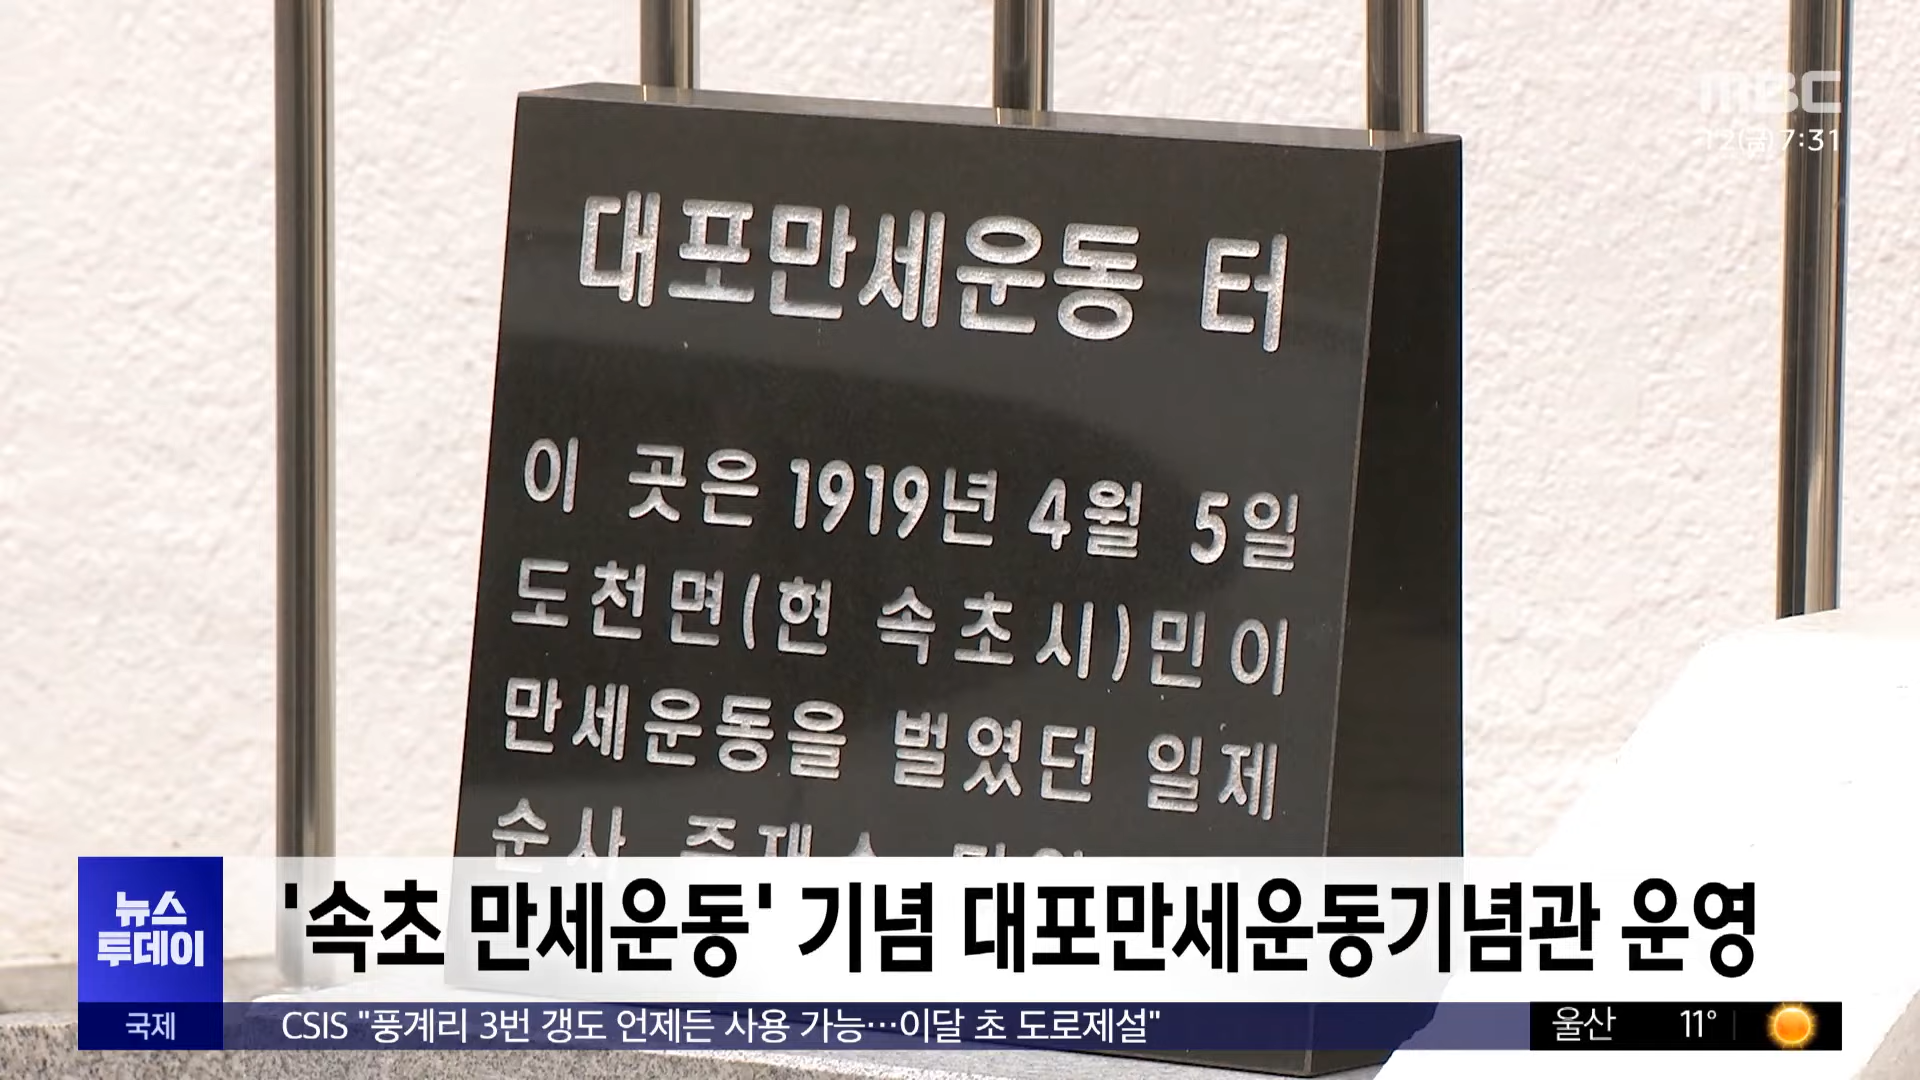 MBC
12(금) 7:31
대포만세운동 터
이 곳은 1919년 4월 5일
도천면(현 속초시)민이
만세운동을 벌였던 일제
순사
뉴스
투데이
'속초 만세운동' 기념 대포만세운동기념관 운영
국제
CSIS "풍계리 3번 갱도 언제든 사용 가능…이달 초 도로제설"
울산 11°